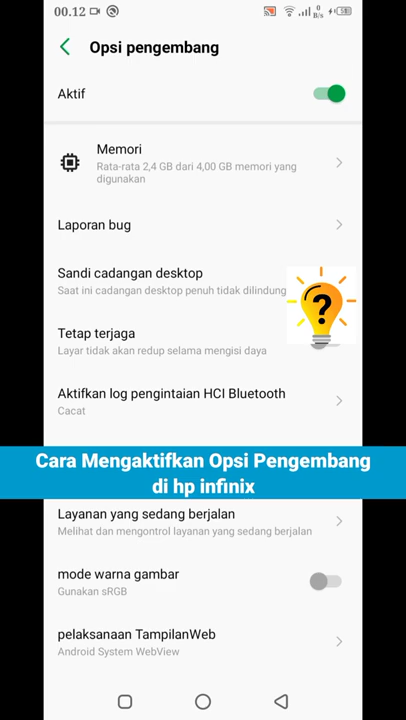 00.12
0
B/s
Opsi pengembang
Aktif
Memori
Rata-rata 2,4 GB dari 4,00 GB memori yang
digunakan
Laporan bug
Sandi cadangan desktop
Saat ini cadangan desktop penuh tidak dilindung
?
Tetap terjaga
Layar tidak akan redup selama mengisi daya
Aktifkan log pengintaian HCI Bluetooth
Cacat
Cara Mengaktifkan Opsi Pengembang
di hp infinix
Layanan yang sedang berjalan
Melihat dan mengontrol layanan yang sedang berjalan
mode warna gambar
Gunakan sRGB
pelaksanaan TampilanWeb
Android System WebView